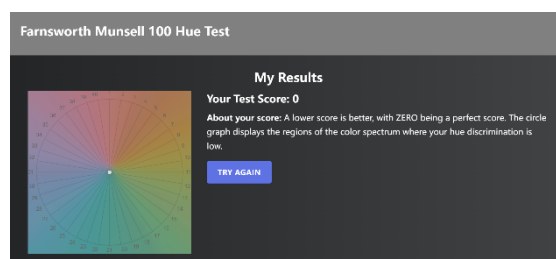 Farnsworth Munsell 100 Hue Test
My Results
Your Test Score: 0
About your score: A lower score is better, with ZERO being a perfect score. The circle
graph displays the regions of the color spectrum where your hue discrimination is
low.
TRY AGAIN